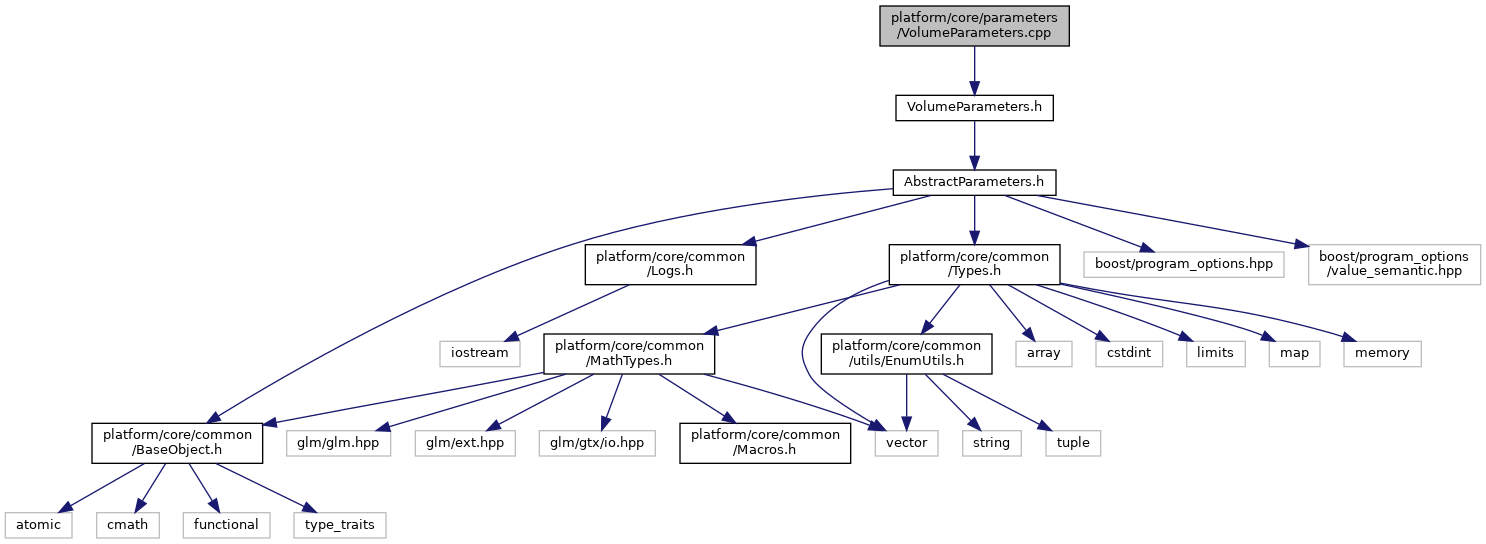 platform/core/parameters
/VolumeParameters.cpp
VolumeParameters.h
AbstractParameters.h
platform/core/common
/Logs.h
platform/core/common
/Types.h
boost/program_options.hpp
boost/program_options
/value_semantic.hpp
iostream
platform/core/common
/MathTypes.h
platform/core/common
/utils/EnumUtils.h
array
cstdint
limits
map
memory
platform/core/common
/BaseObject.h
glm/glm.hpp
glm/ext.hpp
glm/gtx/io.hpp
platform/core/common
/Macros.h
vector
string
tuple
atomic
cmath
functional
type_traits